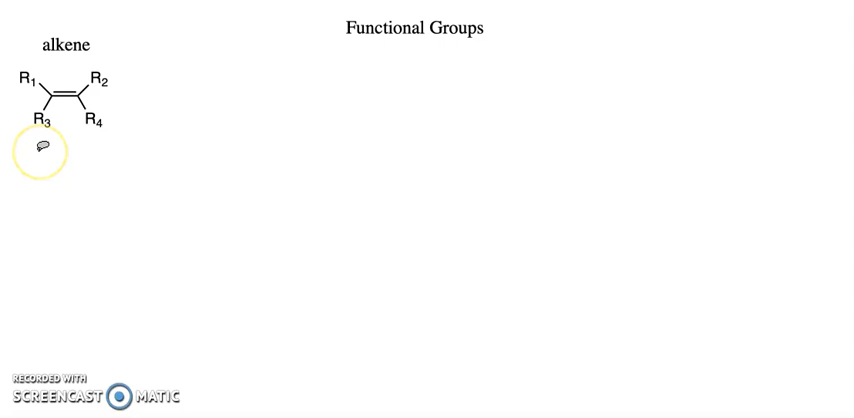 Functional Groups
alkene
R1 R2
R3 R4
RECORDED WITH
SCREENCAST MATIC